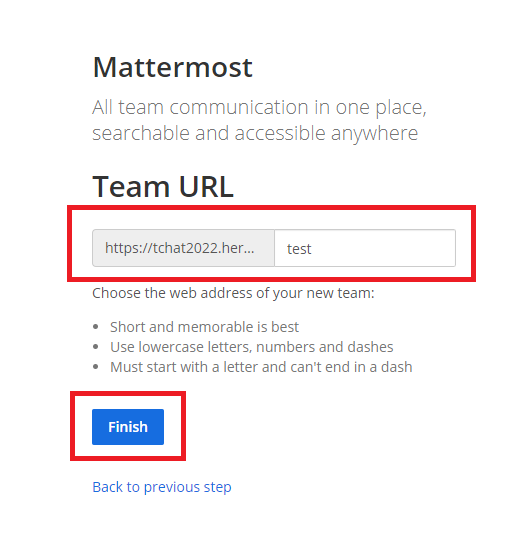 Mattermost
All team communication in one place,
searchable and accessible anywhere
Team URL
https://tchat2022.her... test
Choose the web address of your new team:
Short and memorable is best
Use lowercase letters, numbers and dashes
Must start with a letter and can't end in a dash
Finish
Back to previous step